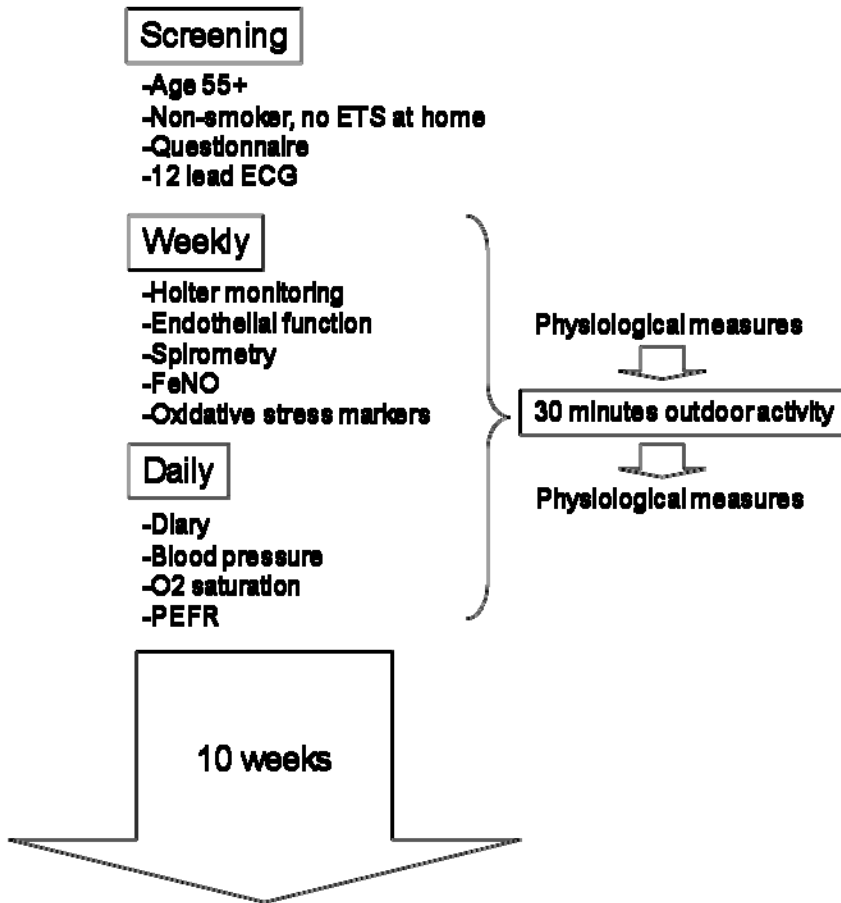 Screening
-Age 55+
-Non-smoker, no ETS at home
-Questionnaire
-12 lead ECG
Weekly
-Holter monitoring
-Endothelial function
-Spirometry
-FeNO
-Oxidative stress markers
Daily
-Diary
-Blood pressure
-O2 saturation
-PEFR
10 weeks
Physiological measures
30 minutes outdoor activity
Physiological measures